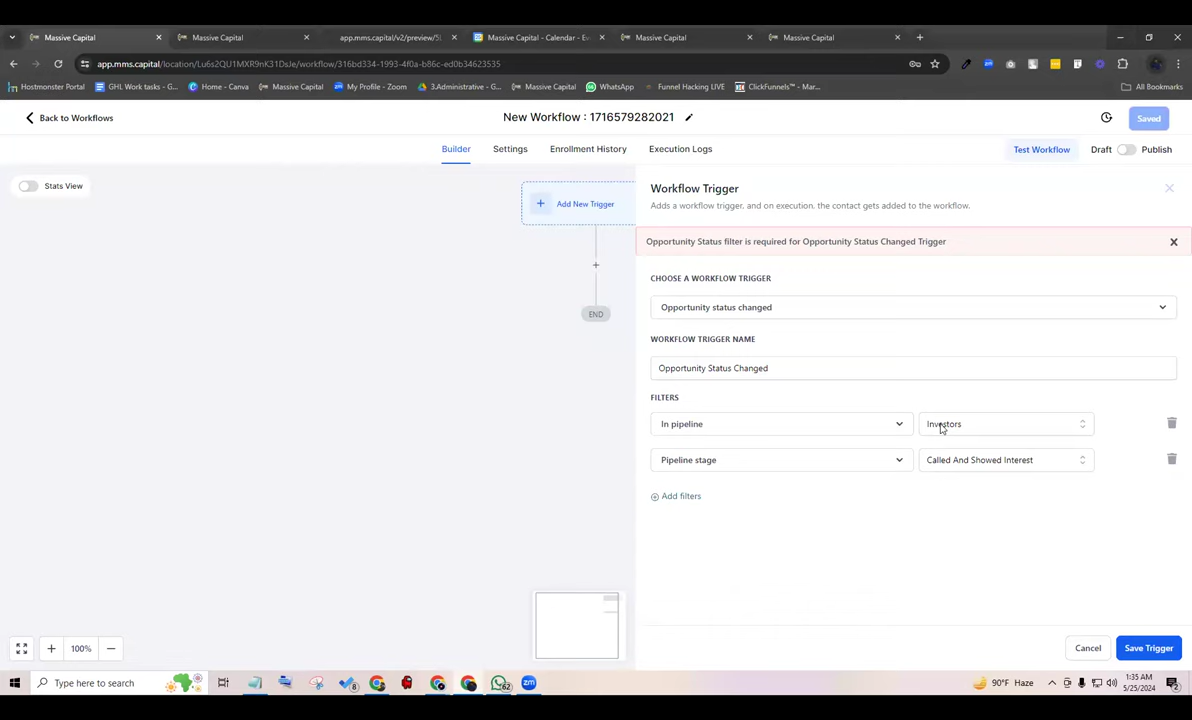 Massive Capital
Massive Capital
app.mms.capital/v2/preview/5
Massive Capital - Calendar - Ev
Massive Capital
Massive Capital
app.mms.capital/location/Lu6s2QU1MXR9nK31DsJe/workflow/316bd334-1993-4f0a-b86c-ed0b34623535
Hostmonster Portal
GHL Work tasks - G...
Home - Canva
Massive Capital
My Profile - Zoom
3.Administrative - G...
Massive Capital
WhatsApp
Funnel Hacking LIVE
ClickFunnels™ - Mar...
All Bookmarks
Back to Workflows
New Workflow : 1716579282021
Saved
Builder
Settings
Enrollment History
Execution Logs
Test Workflow
Draft
Publish
Stats View
Add New Trigger
END
Workflow Trigger
Adds a workflow trigger, and on execution, the contact gets added to the workflow.
Opportunity Status filter is required for Opportunity Status Changed Trigger
CHOOSE A WORKFLOW TRIGGER
Opportunity status changed
WORKFLOW TRIGGER NAME
Opportunity Status Changed
FILTERS
In pipeline
Investors
Pipeline stage
Called And Showed Interest
Add filters
100%
Cancel
Save Trigger
Type here to search
8
62
zm
90°F Haze
1:35 AM
5/25/2024
2